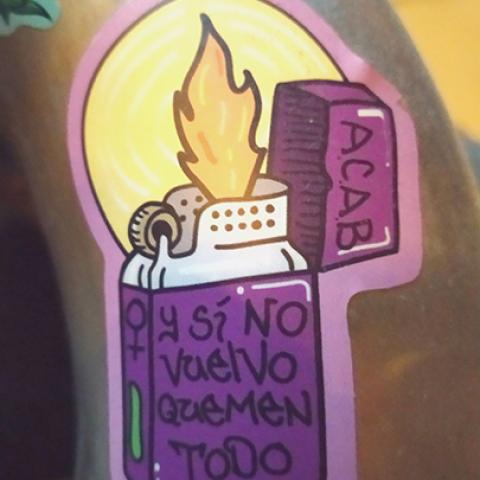 A.C.A.B
y sí NO
vuelvo
quemen
TODO